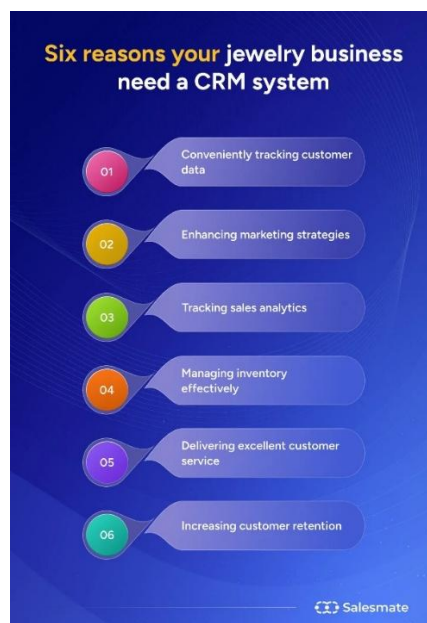 Six reasons your jewelry business
need a CRM system
01
Conveniently tracking customer
data
02
Enhancing marketing strategies
03
Tracking sales analytics
04
Managing inventory
effectively
05
Delivering excellent customer
service
06
Increasing customer retention
Salesmate